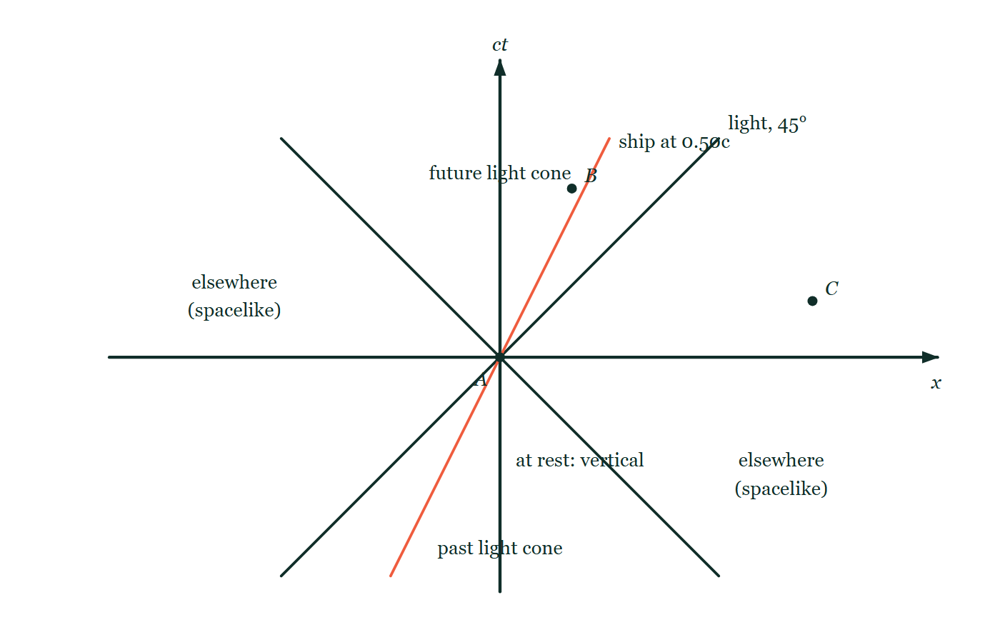 ct
light, 45°
ship at 0.50c
future light cone
B
elsewhere
(spacelike)
C
A
x
at rest: vertical
elsewhere
(spacelike)
past light cone